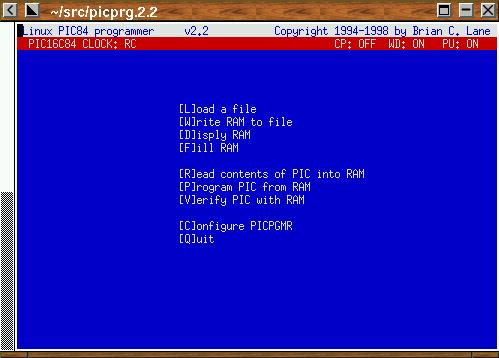 ~/src/picprg.2.2
Linux PIC84 programmer v2.2 Copyright 1994-1998 by Brian C. Lane
PIC16C84 CLOCK: RC CP: OFF WD: ON PU: ON
[L]oad a file
[W]rite RAM to file
[D]isply RAM
[F]ill RAM
[R]ead contents of PIC into RAM
[P]rogram PIC from RAM
[V]erify PIC with RAM
[C]onfigure PICPGMR
[Q]uit